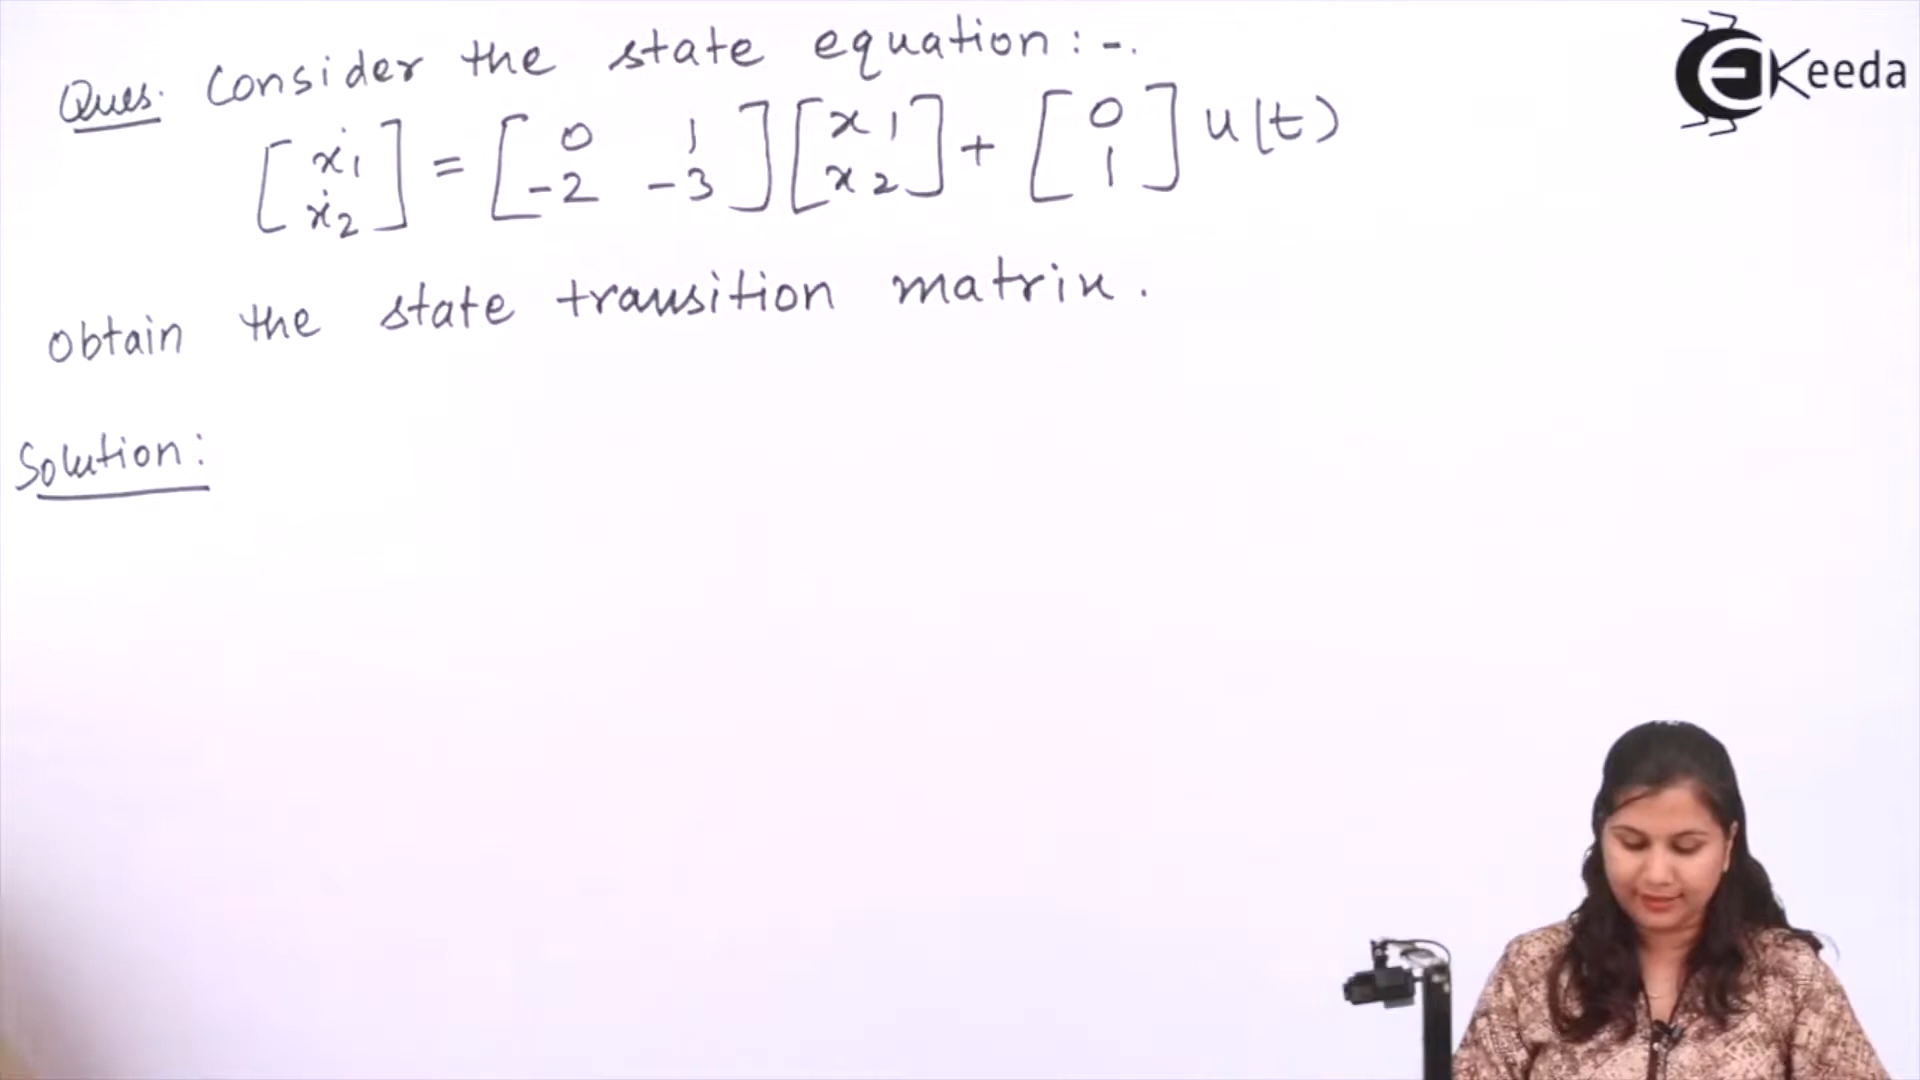 Ques. Consider the state equation:-.
[ẋ1 ẋ2] = [0 1 -2 -3] [x1 x2] + [0 1] u(t)
Obtain the state transition matrix.
Solution:
EKeeda